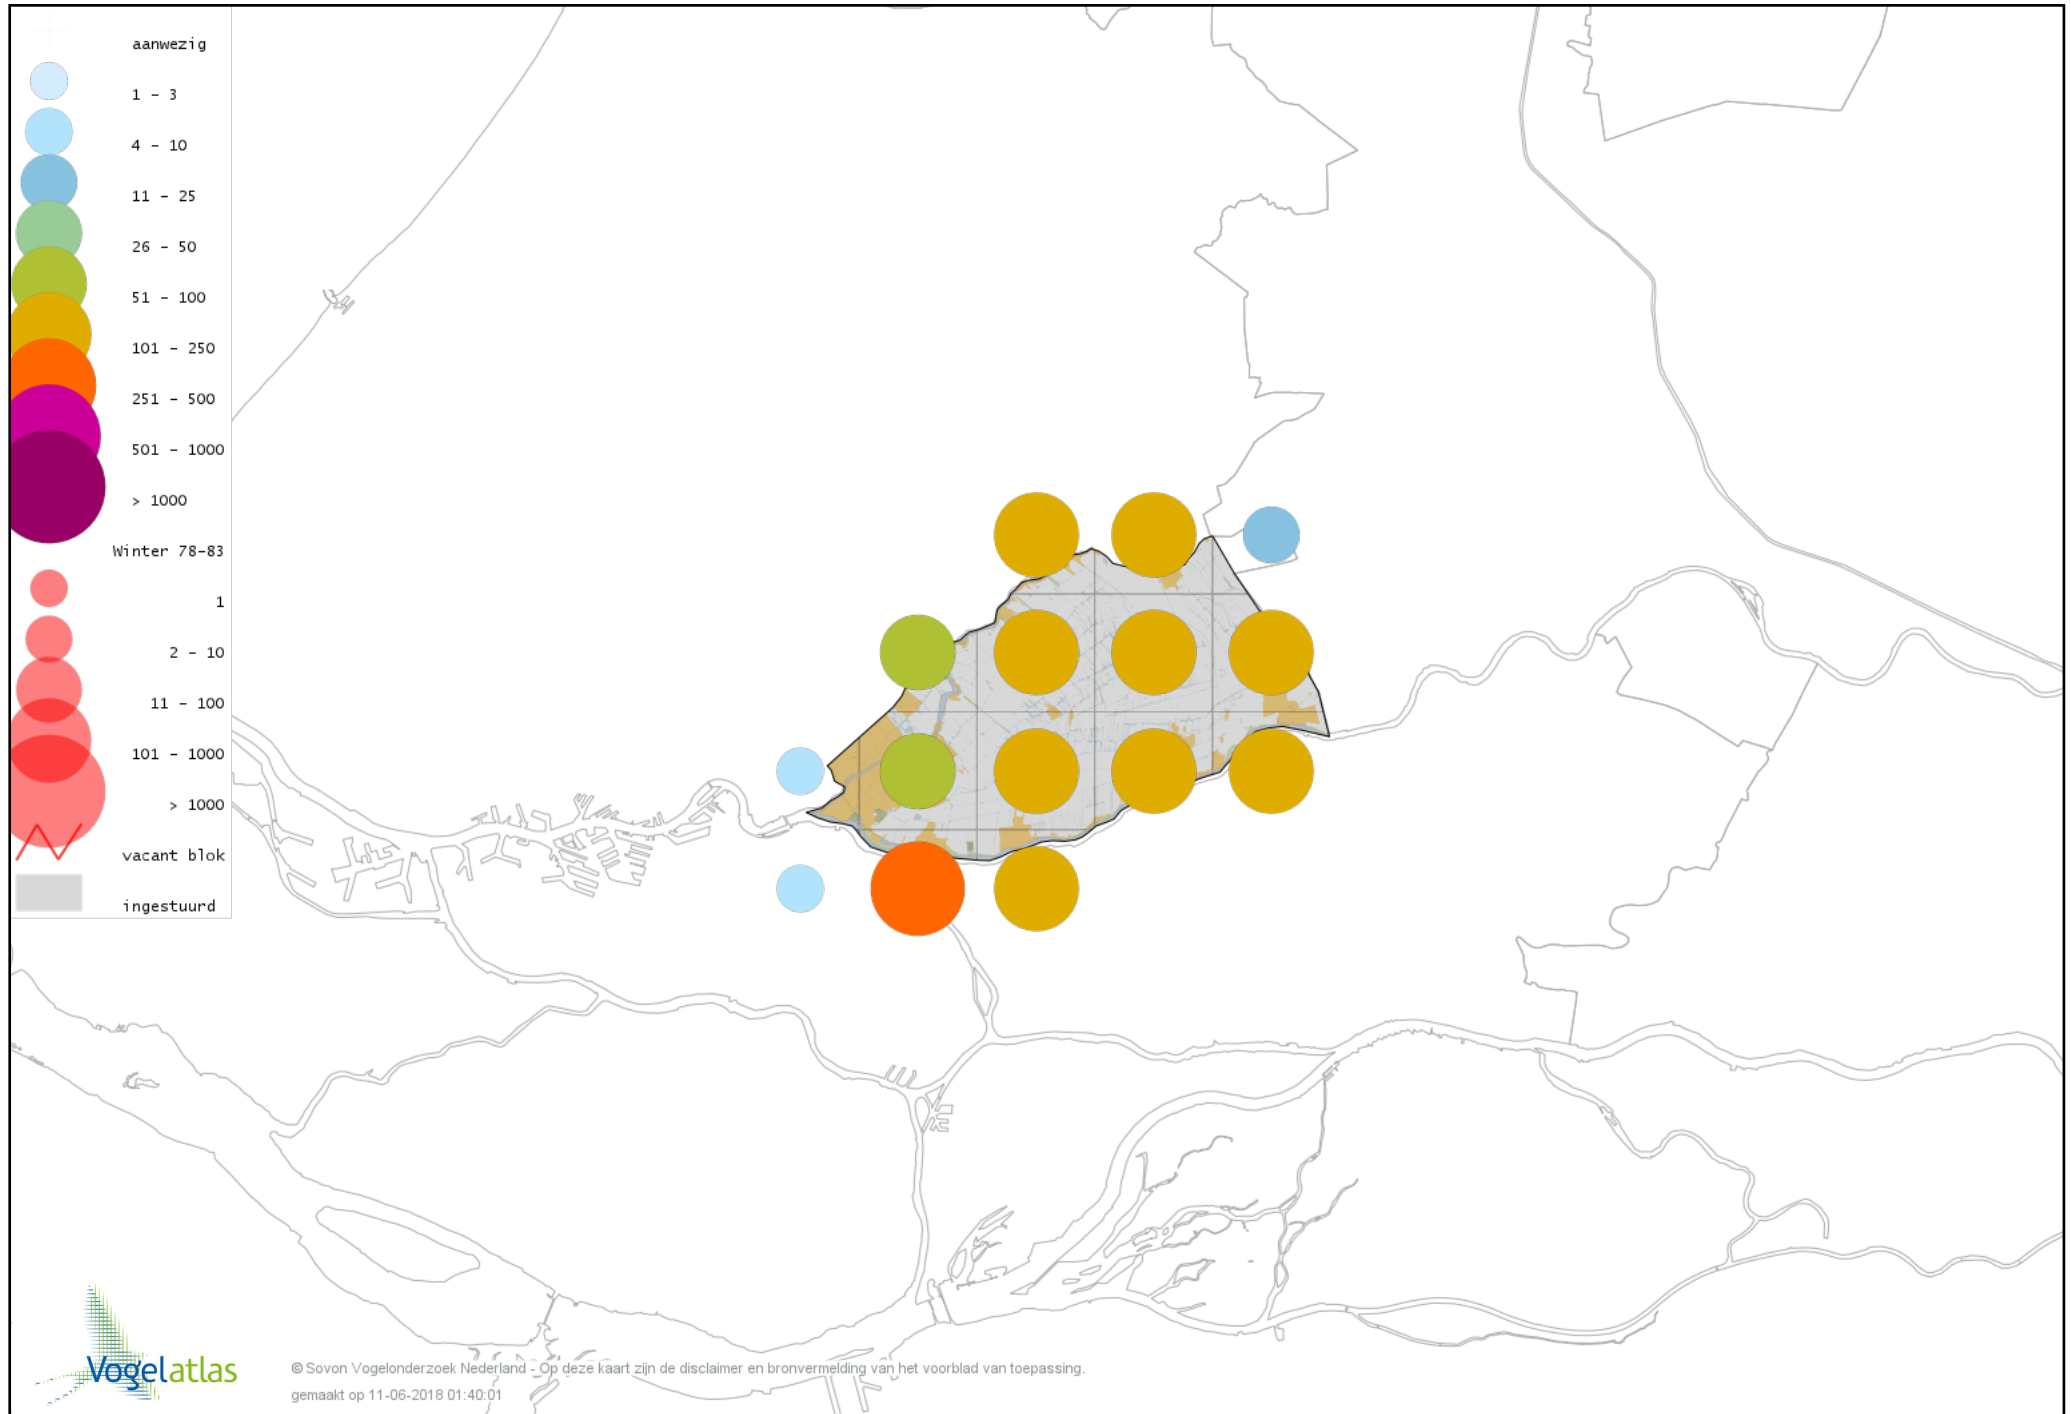 aanwezig
1 - 3
4 - 10
11 - 25
26 - 50
51 - 100
101 - 250
251 - 500
501 - 1000
> 1000
Winter 78-83
1
2 - 10
11 - 100
101 - 1000
> 1000
vacant blok
ingestuurd
Vogelatlas
© Sovon Vogelonderzoek Nederland - Op deze kaart zijn de disclaimer en bronvermelding van het voorblad van toepassing.
gemaakt op 11-06-2018 01:40:01